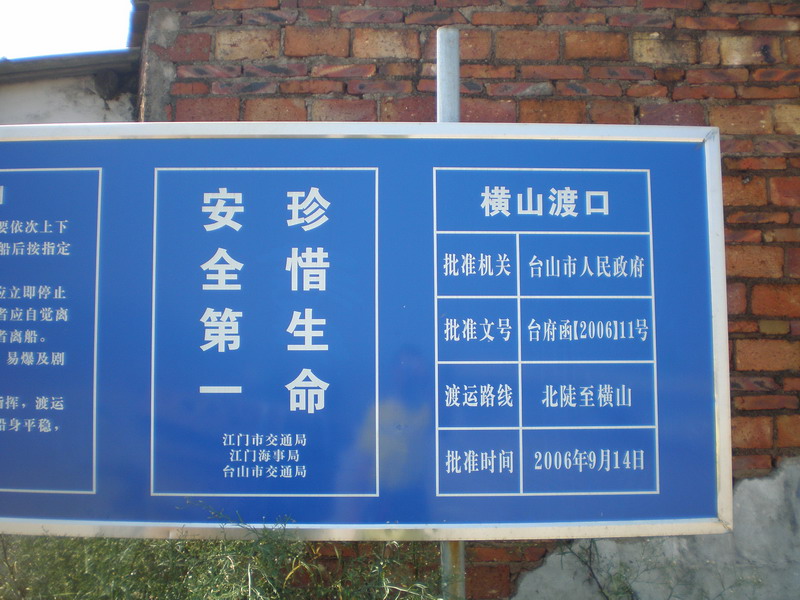 要依次上下
船后按指定
应立即停止
者应自觉离
者离船。
易爆及剧
指挥，渡运
船身平稳，
珍惜生命
安全第一
江门市交通局
江门海事局
台山市交通局
横山渡口
批准机关 台山市人民政府
批准文号 台府函[2006]11号
渡运路线 北陡至横山
批准时间 2006年9月14日